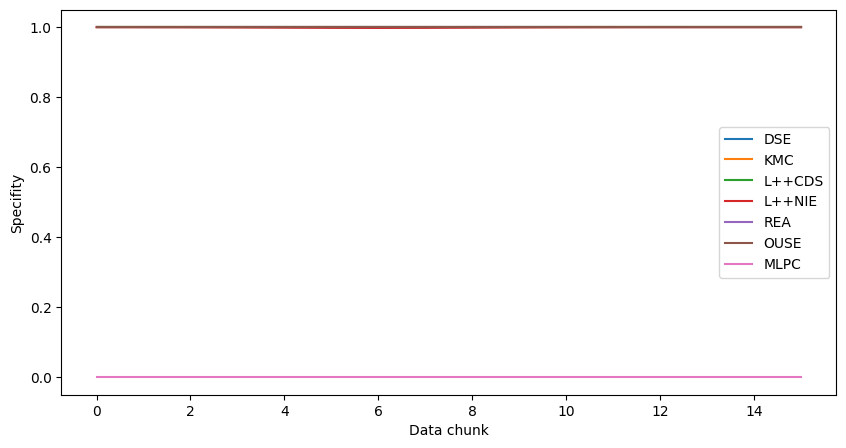 1.0
0.8
0.6
0.4
0.2
0.0
Specifity
DSE
KMC
L++CDS
L++NIE
REA
OUSE
MLPC
0 2 4 6 8 10 12 14
Data chunk